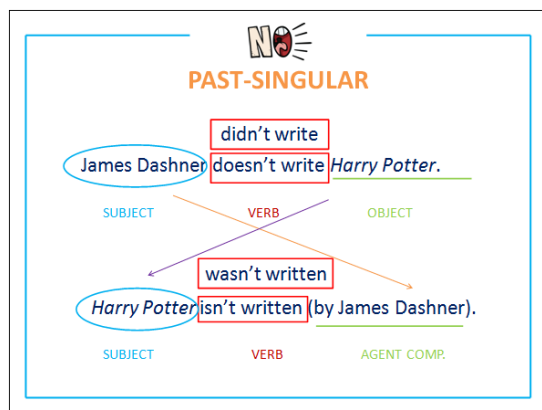 NO
PAST-SINGULAR
didn't write
James Dashner doesn't write Harry Potter.
SUBJECT VERB OBJECT
wasn't written
Harry Potter isn't written (by James Dashner).
SUBJECT VERB AGENT COMP.